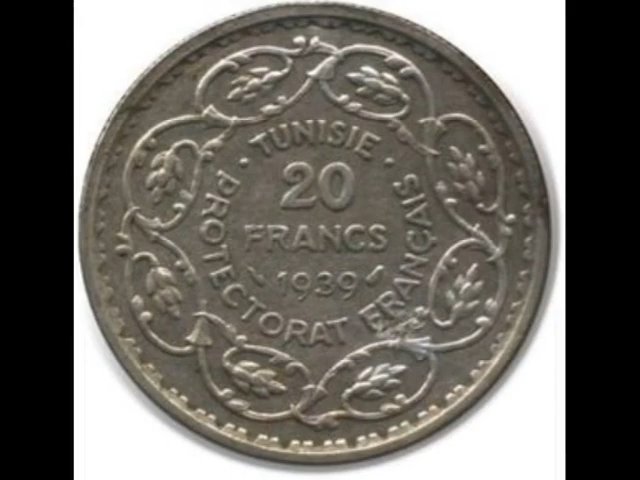 TUNISIE
20
FRANCS
1939
PROTECTORAT FRANÇAIS